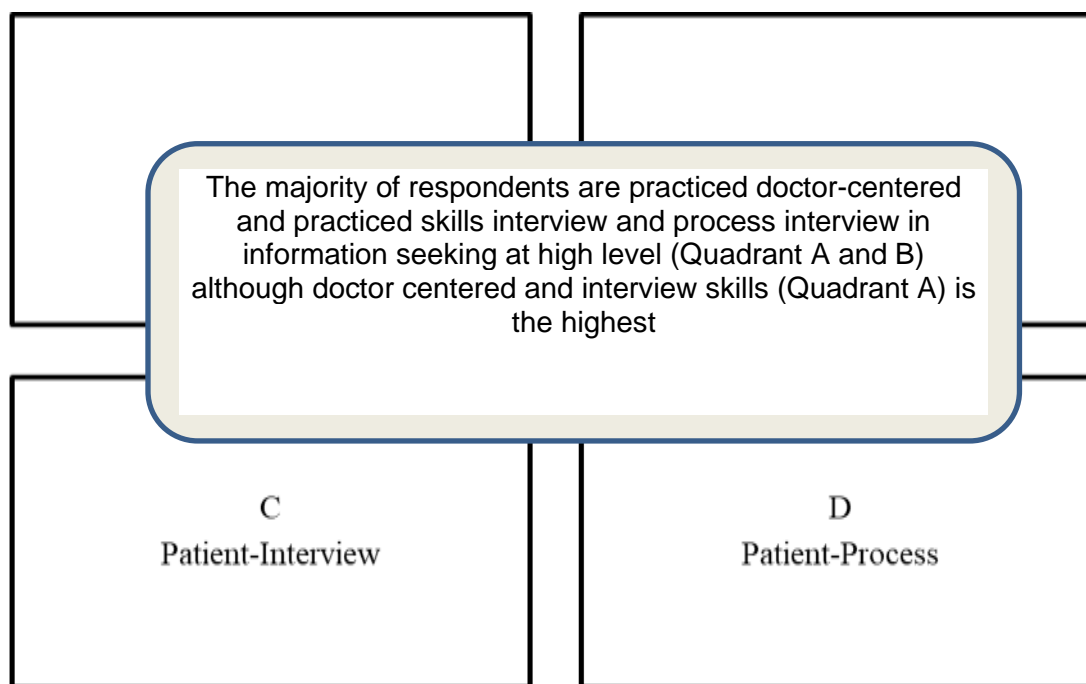 The majority of respondents are practiced doctor-centered
and practiced skills interview and process interview in
information seeking at high level (Quadrant A and B)
although doctor centered and interview skills (Quadrant A) is
the highest
C
Patient-Interview
D
Patient-Process